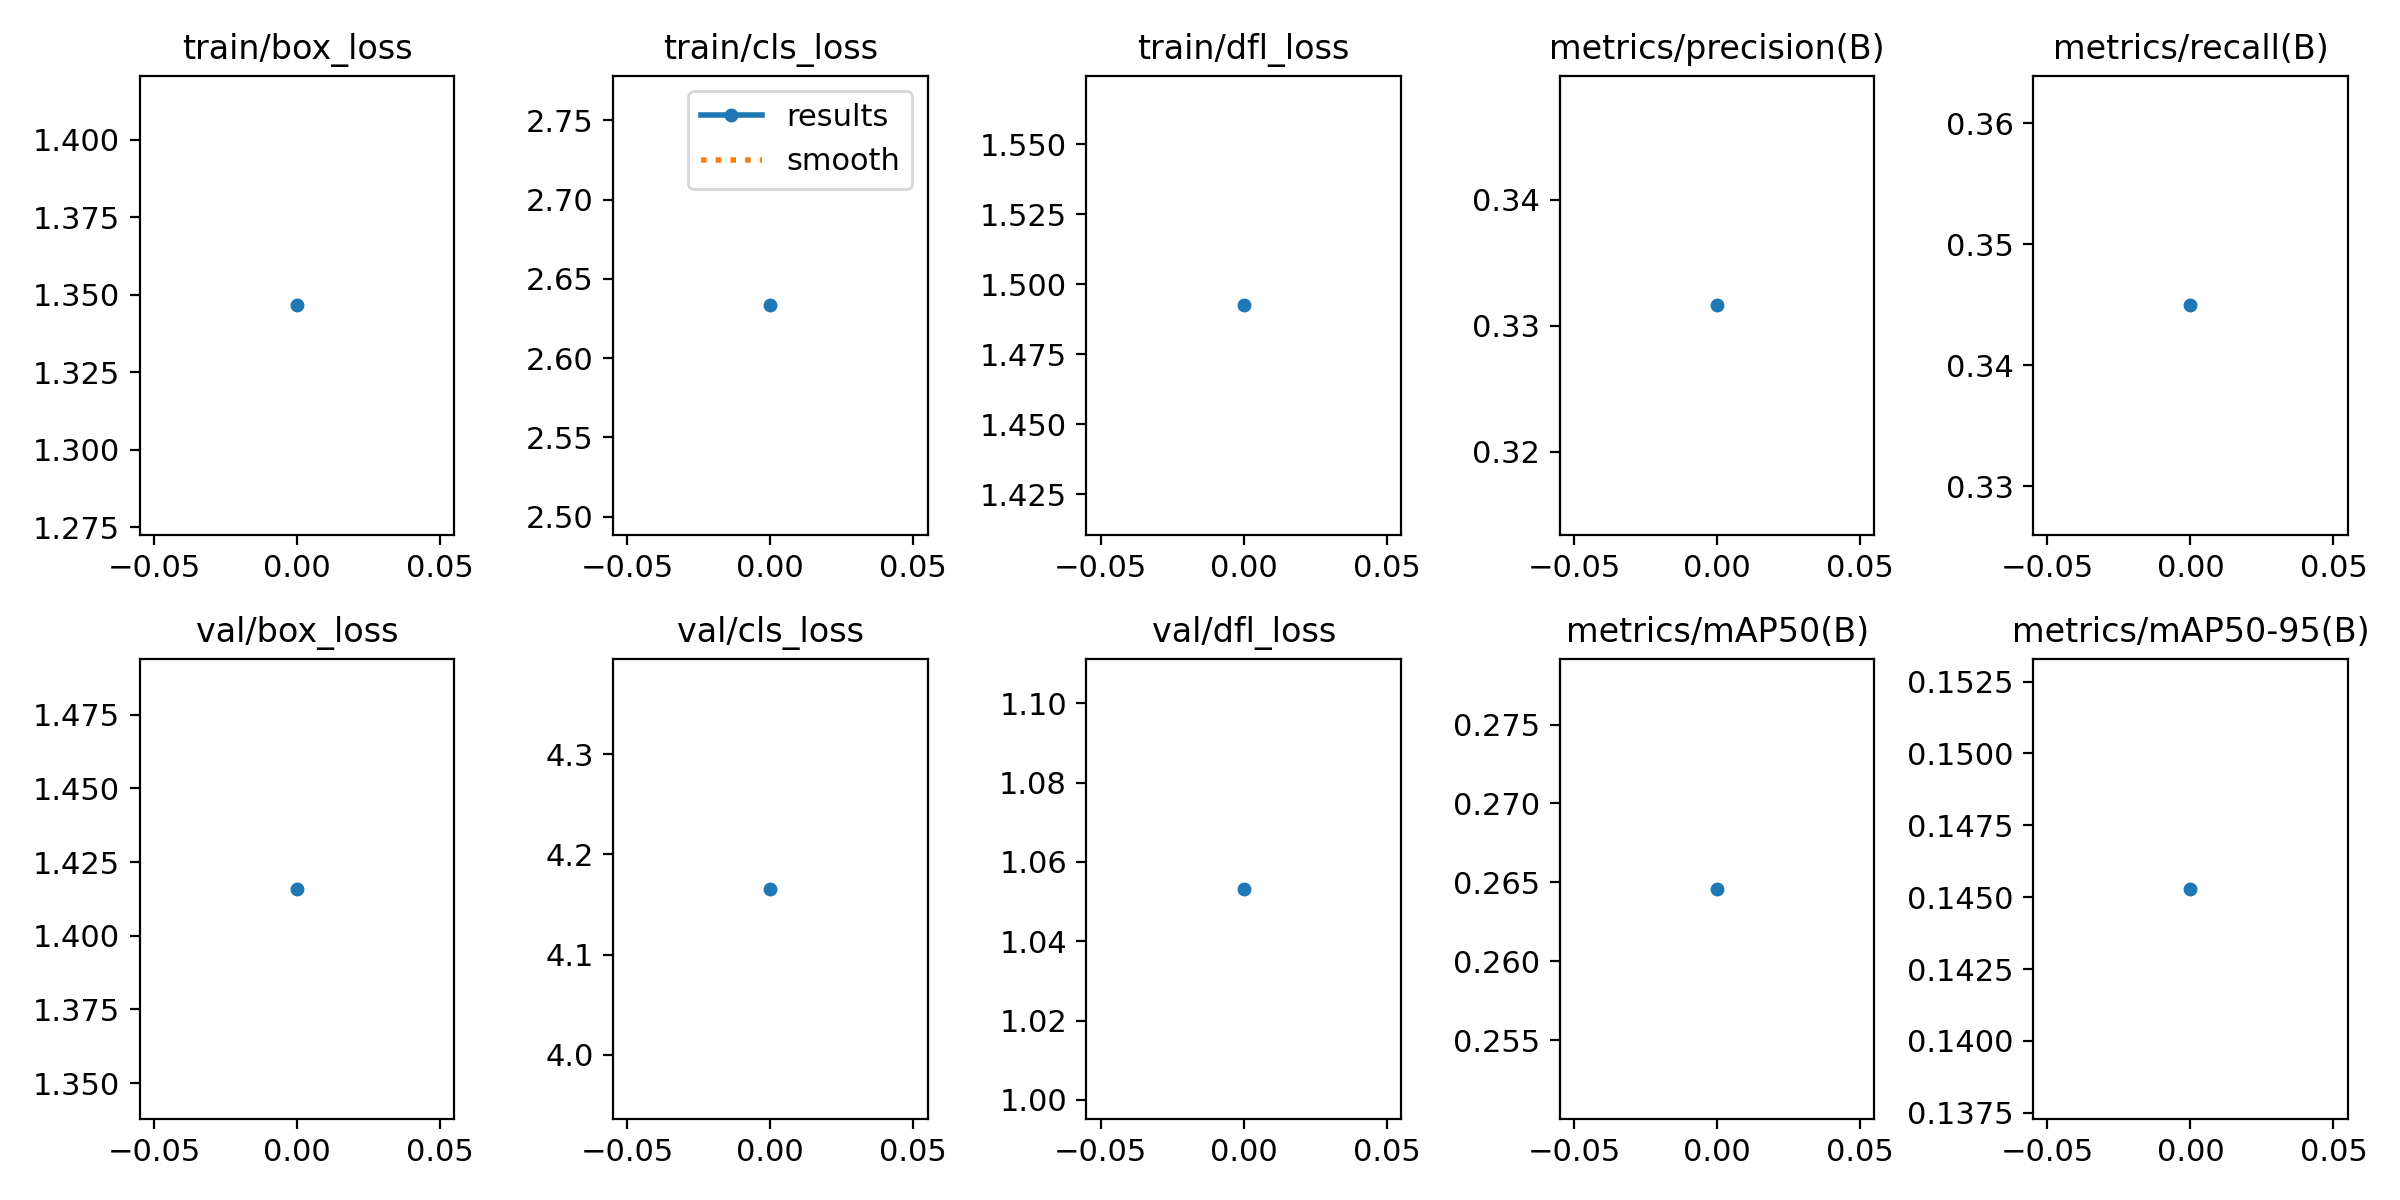 train/box_loss
1.400
1.375
1.350
1.325
1.300
1.275
−0.05 0.00 0.05
train/cls_loss
results
smooth
2.75
2.70
2.65
2.60
2.55
2.50
−0.05 0.00 0.05
train/dfl_loss
1.550
1.525
1.500
1.475
1.450
1.425
−0.05 0.00 0.05
metrics/precision(B)
0.34
0.33
0.32
−0.05 0.00 0.05
metrics/recall(B)
0.36
0.35
0.34
0.33
−0.05 0.00 0.05
val/box_loss
1.475
1.450
1.425
1.400
1.375
1.350
−0.05 0.00 0.05
val/cls_loss
4.3
4.2
4.1
4.0
−0.05 0.00 0.05
val/dfl_loss
1.10
1.08
1.06
1.04
1.02
1.00
−0.05 0.00 0.05
metrics/mAP50(B)
0.275
0.270
0.265
0.260
0.255
−0.05 0.00 0.05
metrics/mAP50-95(B)
0.1525
0.1500
0.1475
0.1450
0.1425
0.1400
0.1375
−0.05 0.00 0.05